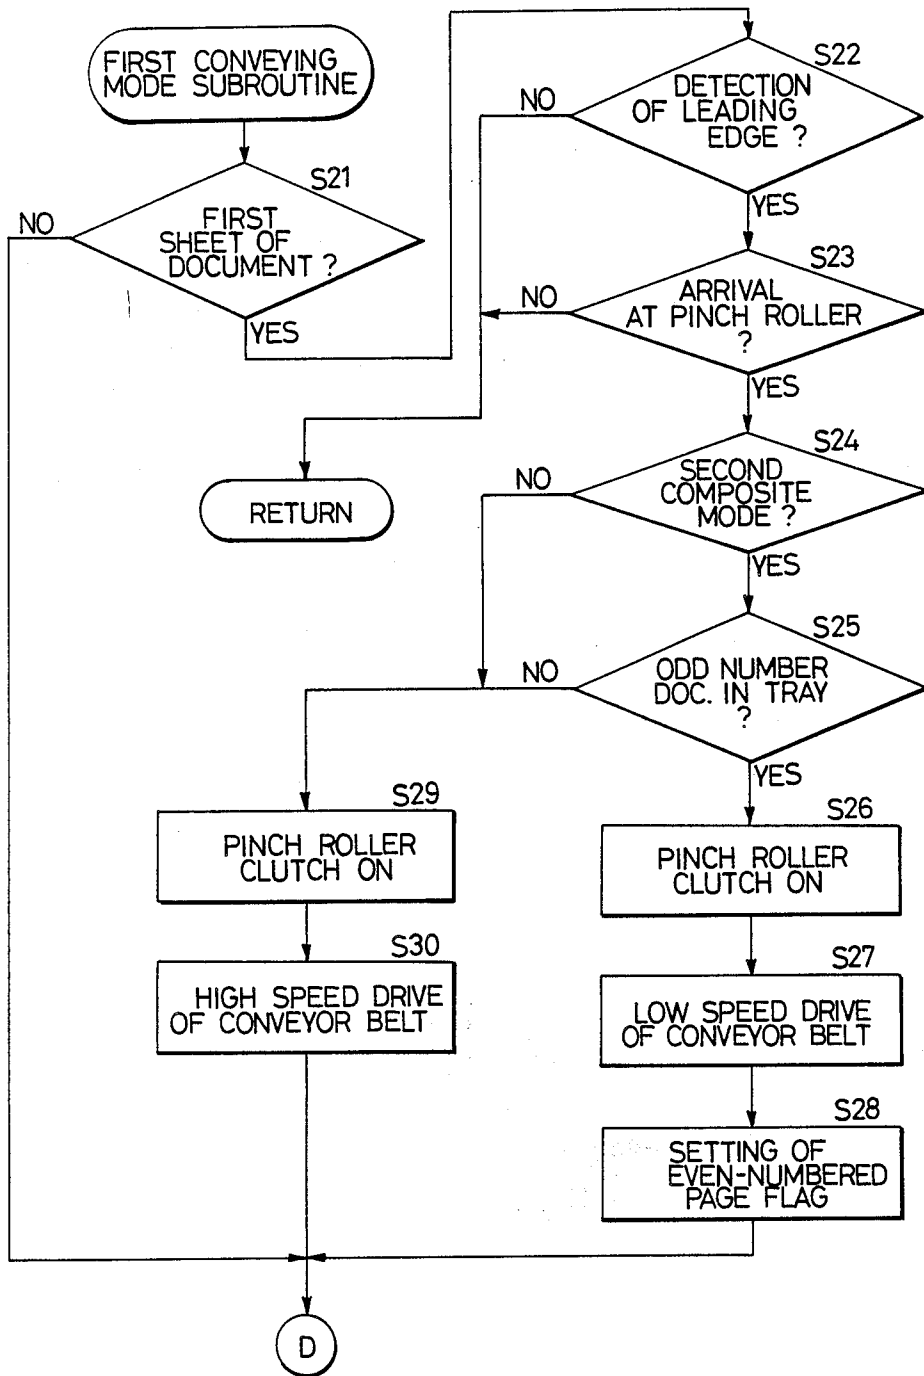 FIRST CONVEYING
MODE SUBROUTINE
S21
FIRST
SHEET OF
DOCUMENT ?
NO
YES
S22
DETECTION
OF LEADING
EDGE ?
NO
YES
S23
ARRIVAL
AT PINCH ROLLER
?
NO
YES
RETURN
S24
SECOND
COMPOSITE
MODE ?
NO
YES
S25
ODD NUMBER
DOC. IN TRAY
?
NO
YES
S29
PINCH ROLLER
CLUTCH ON
S30
HIGH SPEED DRIVE
OF CONVEYOR BELT
S26
PINCH ROLLER
CLUTCH ON
S27
LOW SPEED DRIVE
OF CONVEYOR BELT
S28
SETTING OF
EVEN-NUMBERED
PAGE FLAG
D